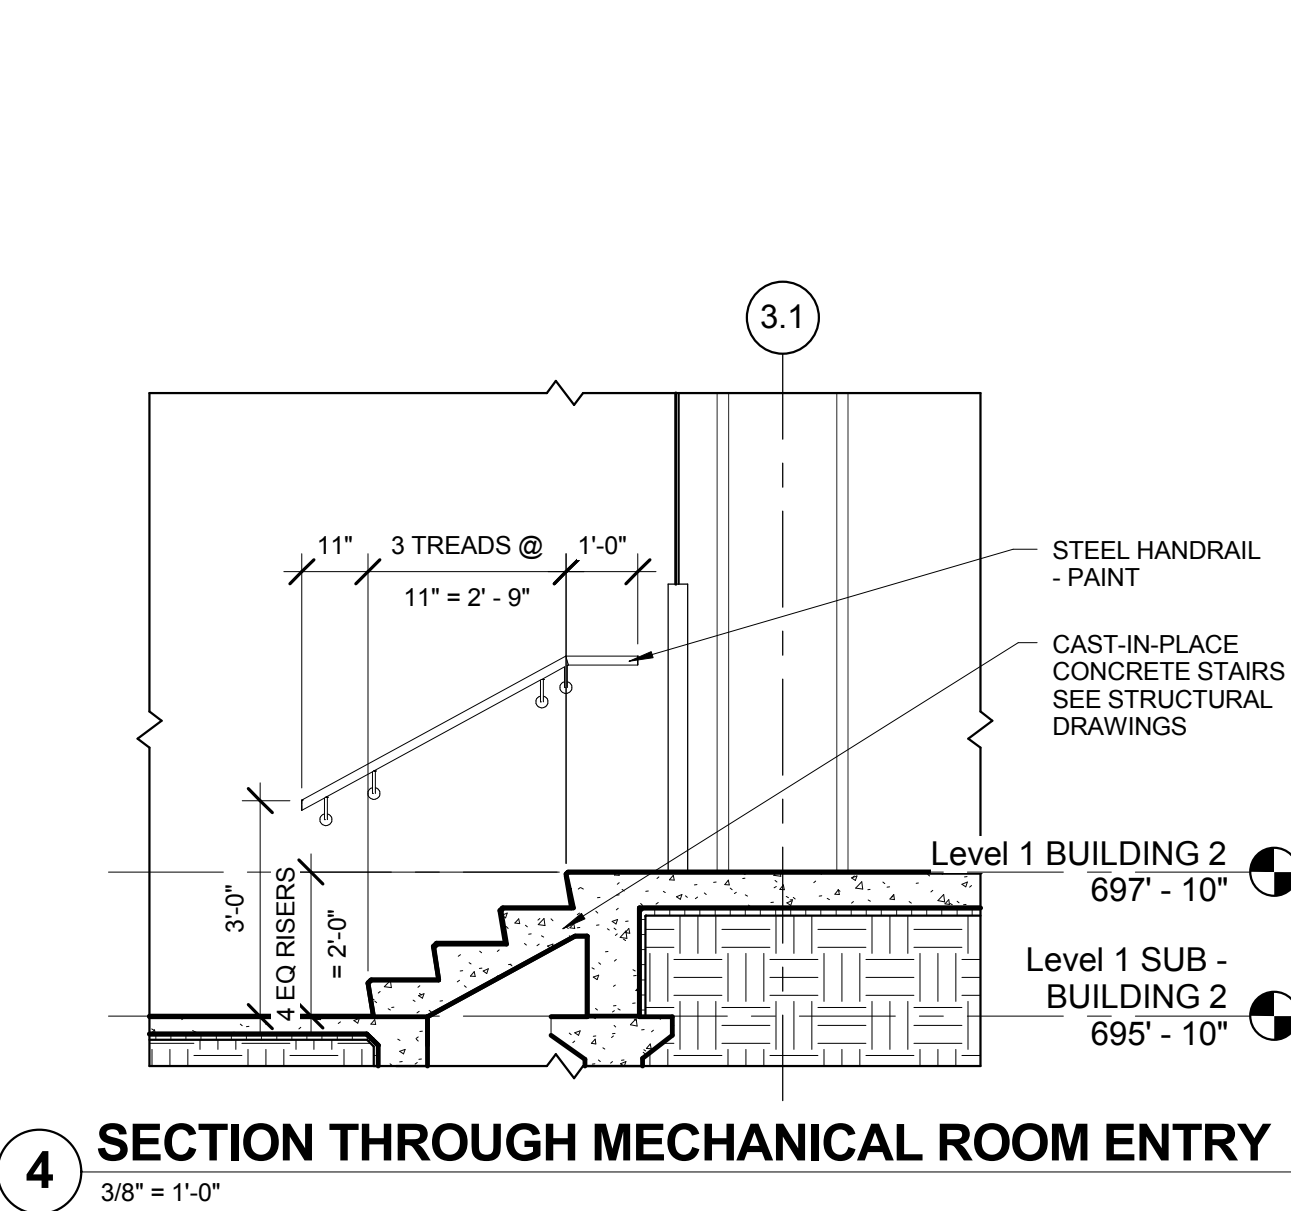 3.1
11"
3 TREADS @
1'-0"
11" = 2' - 9"
STEEL HANDRAIL
- PAINT
CAST-IN-PLACE
CONCRETE STAIRS
SEE STRUCTURAL
DRAWINGS
3'-0"
4 EQ RISERS
= 2'-0"
Level 1 BUILDING 2
697' - 10"
Level 1 SUB -
BUILDING 2
695' - 10"
4
SECTION THROUGH MECHANICAL ROOM ENTRY
3/8" = 1'-0"